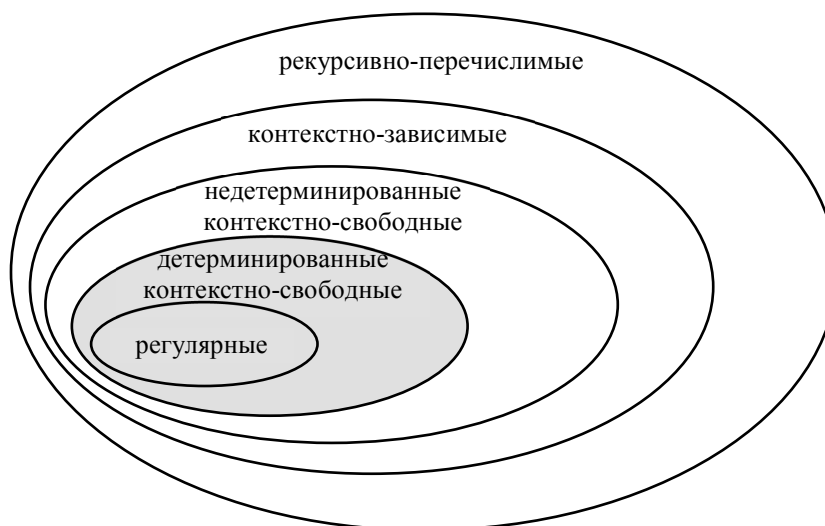 рекурсивно-перечислимые
контекстно-зависимые
недетерминированные
контекстно-свободные
детерминированные
контекстно-свободные
регулярные